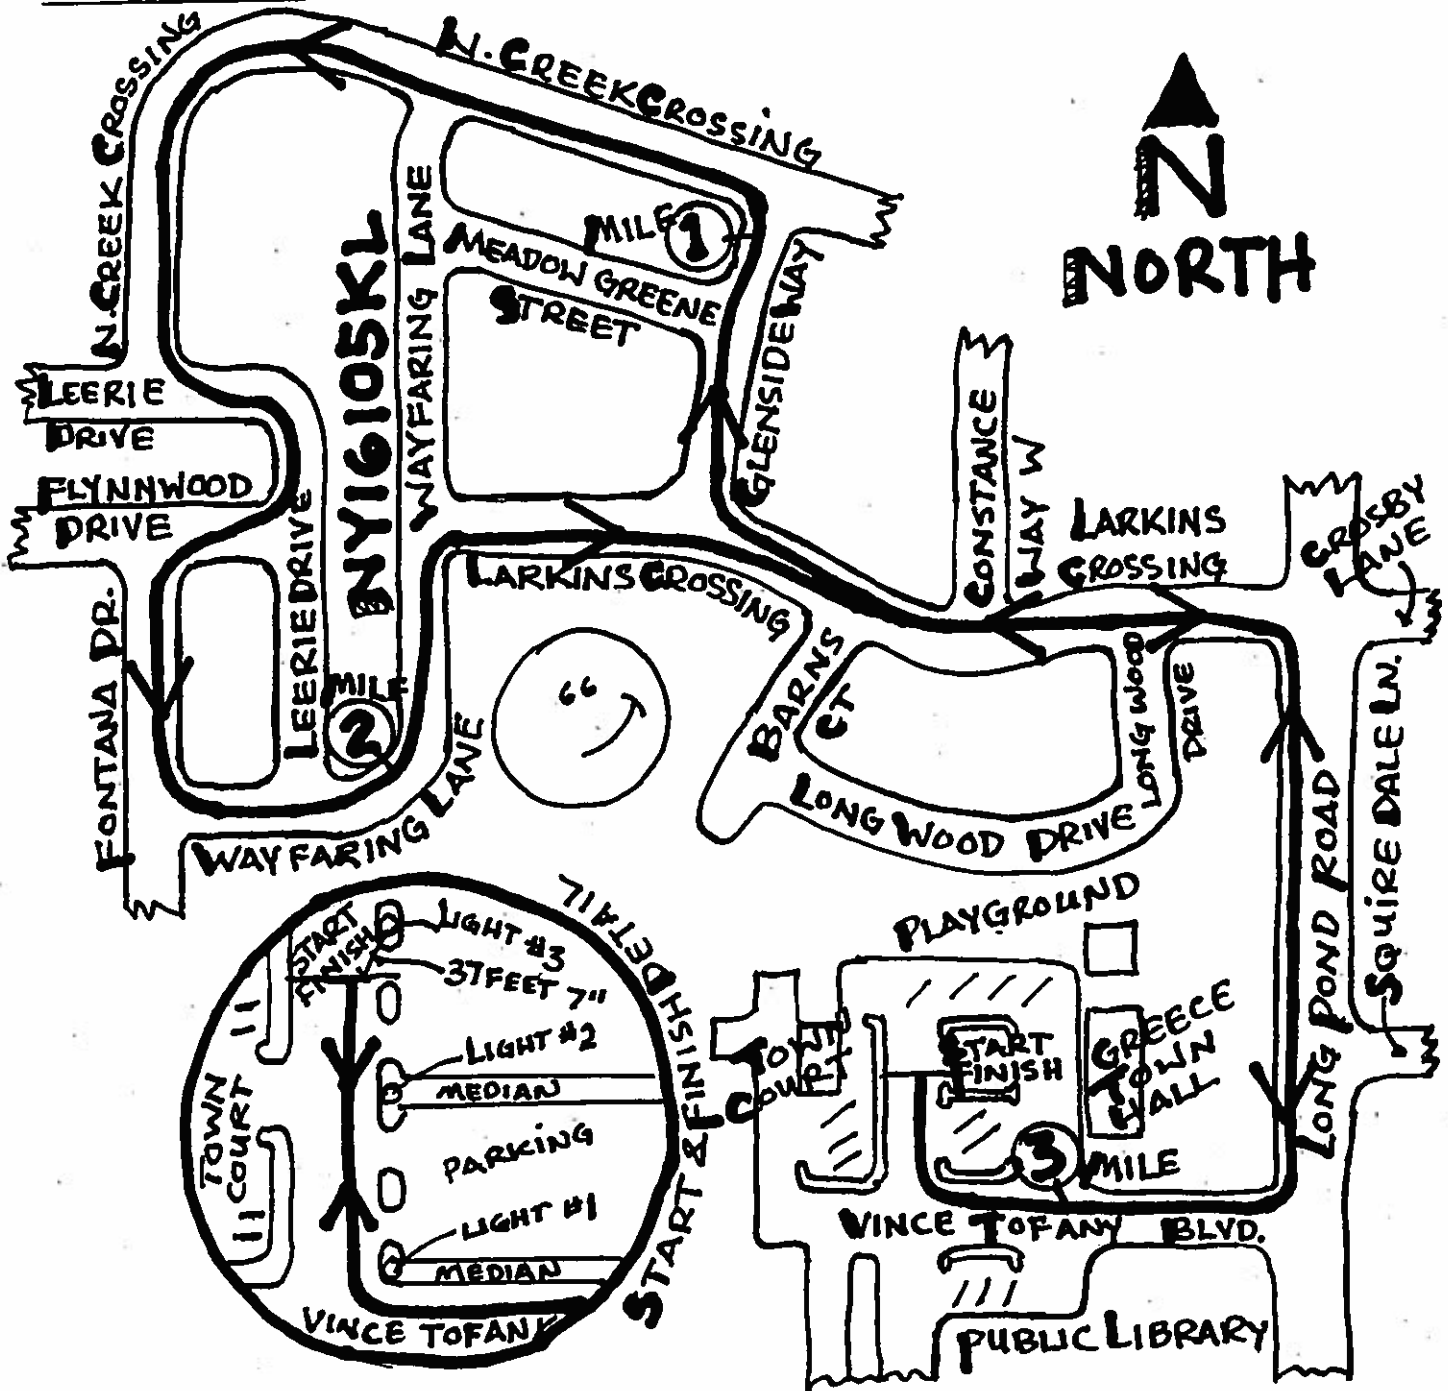 N. CREEK CROSSING
N. CREEK CROSSING
N
NORTH
WAYFARING LANE
MILE 1
MEADOW GREENE
STREET
GLENSIDE WAY
NY16105KL
LEERIE
DRIVE
FLYNNWOOD
DRIVE
LEERIE DRIVE
FONTANA DR.
MILE
2
WAYFARING LANE
LARKINS CROSSING
CONSTANCE
WAY W
LARKINS
CROSSING
CROSBY
LANE
BARNS
CT
LONG WOOD
DRIVE
LONG WOOD DRIVE
LONG POND ROAD
SQUIRE DALE LN.
PLAYGROUND
TOWN
COURT
START
FINISH
GREECE
TOWN
HALL
3 MILE
VINCE TOFANY BLVD.
PUBLIC LIBRARY
START & FINISH DETAIL
START
FINISH
LIGHT #3
37 FEET 7"
LIGHT #2
MEDIAN
PARKING
TOWN
COURT
LIGHT #1
MEDIAN
VINCE TOFANY